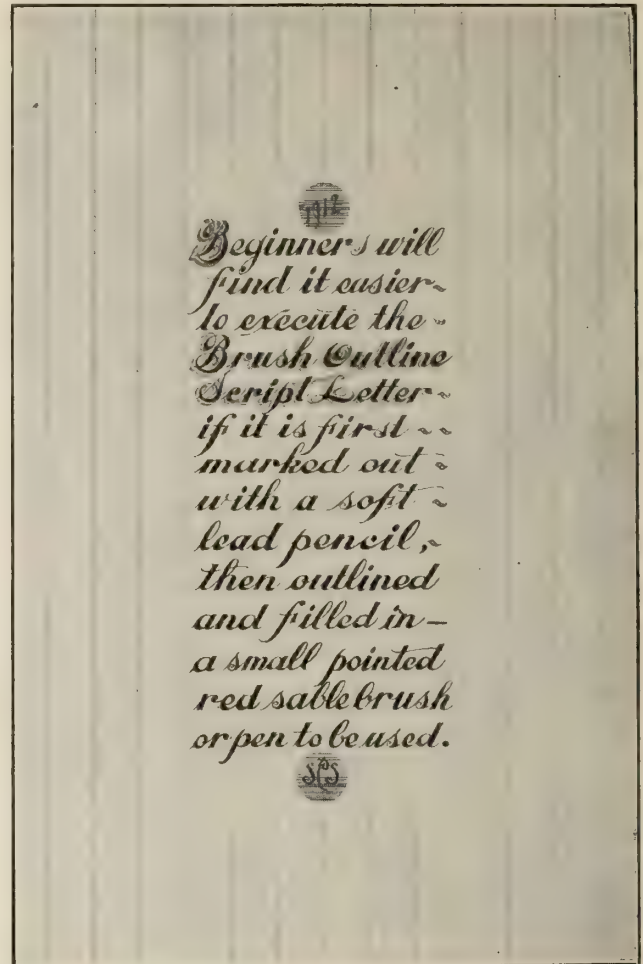 1912
Beginners will
find it easier~
to execute the~
Brush Outline
Script Letter~
if it is first ~~
marked out ~
with a soft ~
lead pencil,~
then outlined
and filled in—
a small pointed
red sable brush
or pen to be used.
SPS